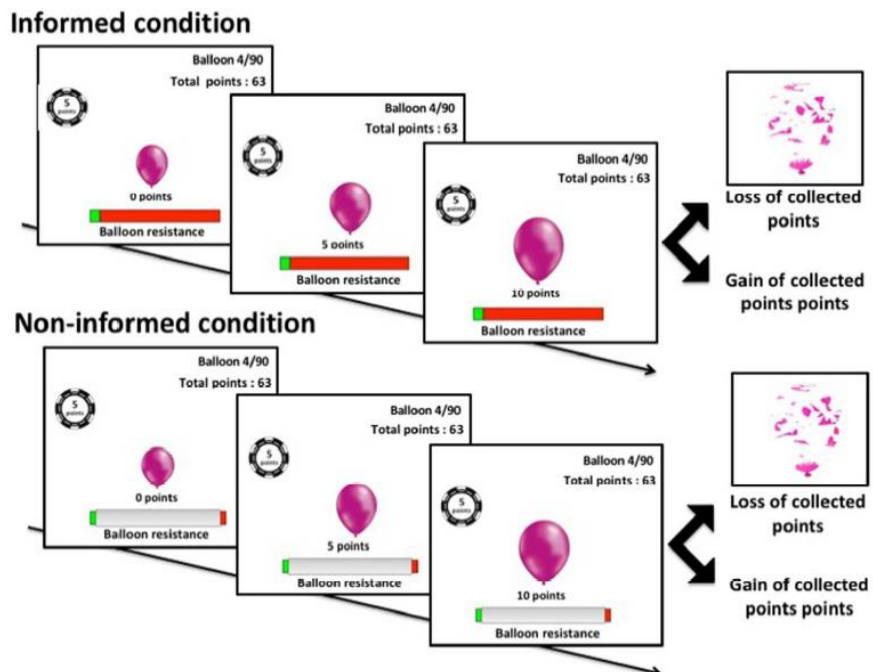 Informed condition
Balloon 4/90
Total points : 63
5
points
0 points
Balloon resistance
Balloon 4/90
Total points : 63
5
points
5 points
Balloon resistance
Balloon 4/90
Total points : 63
5
points
10 points
Balloon resistance
Loss of collected
points
Gain of collected
points points
Non-informed condition
Balloon 4/90
Total points : 63
5
points
0 points
Balloon resistance
Balloon 4/90
Total points : 63
5
points
5 points
Balloon resistance
Balloon 4/90
Total points : 63
5
points
10 points
Balloon resistance
Loss of collected
points
Gain of collected
points points